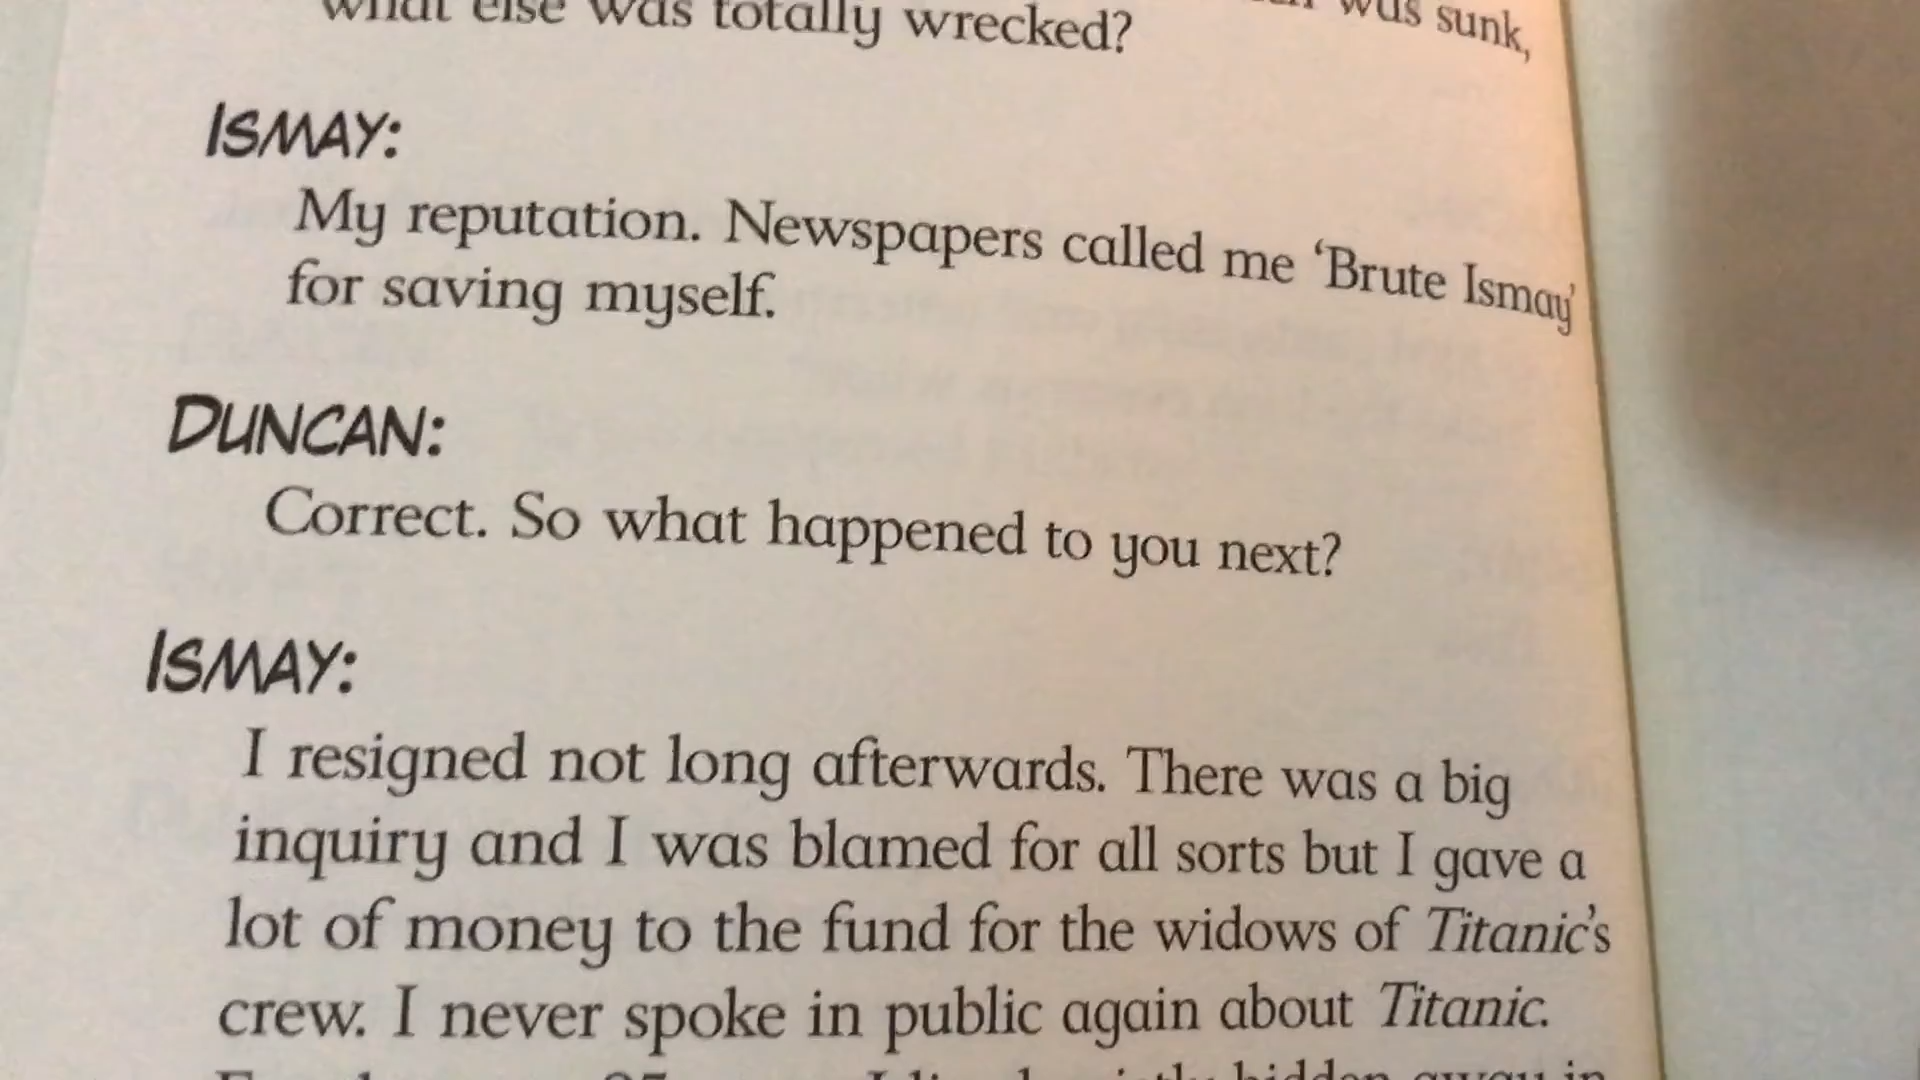 was sunk,
what else was totally wrecked?
ISMAY:
My reputation. Newspapers called me ‘Brute Ismay’
for saving myself.
DUNCAN:
Correct. So what happened to you next?
ISMAY:
I resigned not long afterwards. There was a big
inquiry and I was blamed for all sorts but I gave a
lot of money to the fund for the widows of Titanic’s
crew. I never spoke in public again about Titanic.
hidden away in